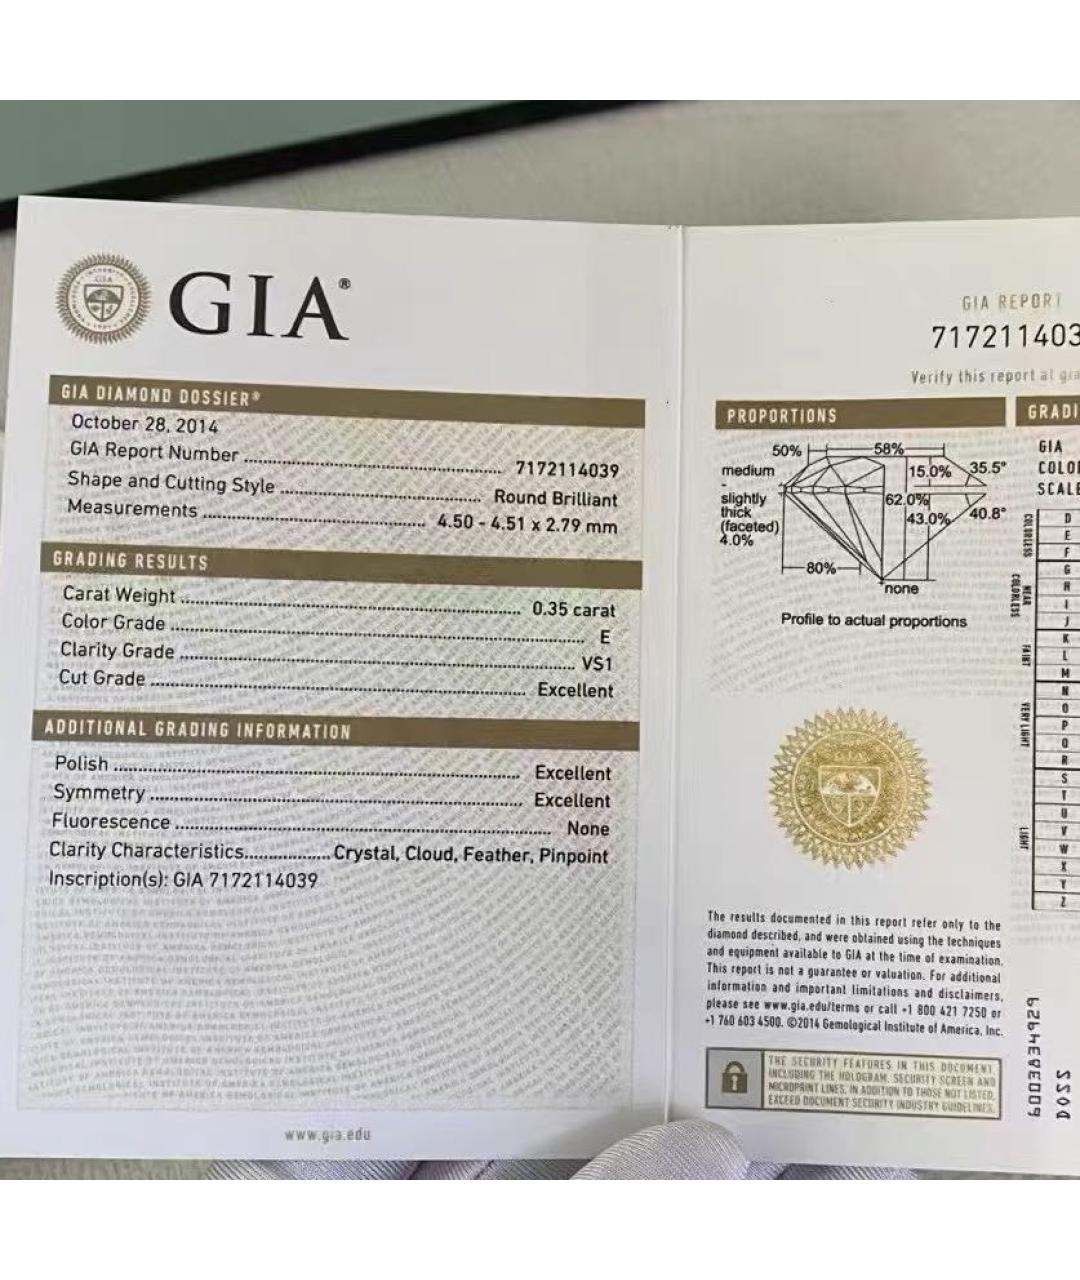 GIA®
GIA DIAMOND DOSSIER®
October 28, 2014
GIA Report Number ........ 7172114039
Shape and Cutting Style ........ Round Brilliant
Measurements ........ 4.50 - 4.51 x 2.79 mm
GRADING RESULTS
Carat Weight ........ 0.35 carat
Color Grade ........ E
Clarity Grade ........ VS1
Cut Grade ........ Excellent
ADDITIONAL GRADING INFORMATION
Polish ........ Excellent
Symmetry ........ Excellent
Fluorescence ........ None
Clarity Characteristics........ Crystal, Cloud, Feather, Pinpoint
Inscription(s): GIA 7172114039
www.gia.edu
GIA REPORT
717211403
Verify this report at gia
PROPORTIONS
50%
58%
medium
-
slightly
thick
(faceted)
4.0%
15.0%
35.5°
62.0%
43.0%
40.8°
80%
none
Profile to actual proportions
The results documented in this report refer only to the
diamond described, and were obtained using the techniques
and equipment available to GIA at the time of examination.
This report is not a guarantee or valuation. For additional
information and important limitations and disclaimers,
please see www.gia.edu/terms or call +1 800 421 7250 or
+1 760 603 4500. ©2014 Gemological Institute of America, Inc.
THE SECURITY FEATURES IN THIS DOCUMENT,
INCLUDING THE HOLOGRAM, SECURITY SCREEN AND
MICROPRINT LINES, IN ADDITION TO THOSE NOT LISTED,
EXCEED DOCUMENT SECURITY INDUSTRY GUIDELINES.
GRADI
GIA
COLO
SCALE
COLORLESS
D
E
F
NEAR
COLORLESS
G
H
I
J
FAINT
K
L
M
VERY LIGHT
N
O
P
Q
R
LIGHT
S
T
U
V
W
X
Y
Z